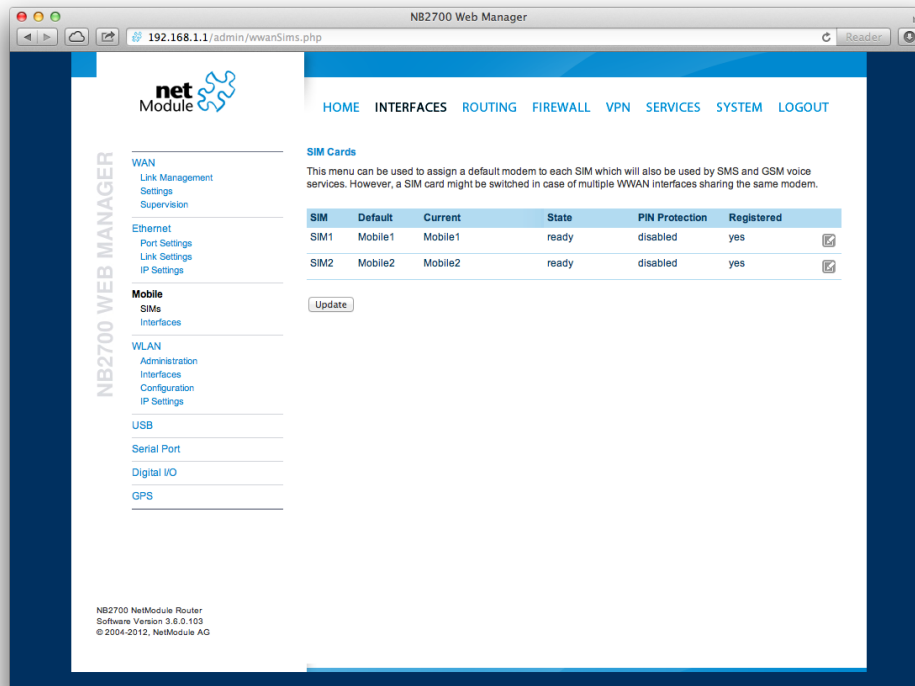 NB2700 Web Manager
192.168.1.1/admin/wwanSims.php
Reader
net
Module
HOME INTERFACES ROUTING FIREWALL VPN SERVICES SYSTEM LOGOUT
NB2700 WEB MANAGER
WAN
Link Management
Settings
Supervision
Ethernet
Port Settings
Link Settings
IP Settings
Mobile
SIMs
Interfaces
WLAN
Administration
Interfaces
Configuration
IP Settings
USB
Serial Port
Digital I/O
GPS
SIM Cards
This menu can be used to assign a default modem to each SIM which will also be used by SMS and GSM voice
services. However, a SIM card might be switched in case of multiple WWAN interfaces sharing the same modem.
SIM Default Current State PIN Protection Registered
SIM1 Mobile1 Mobile1 ready disabled yes
SIM2 Mobile2 Mobile2 ready disabled yes
Update
NB2700 NetModule Router
Software Version 3.6.0.103
© 2004-2012, NetModule AG